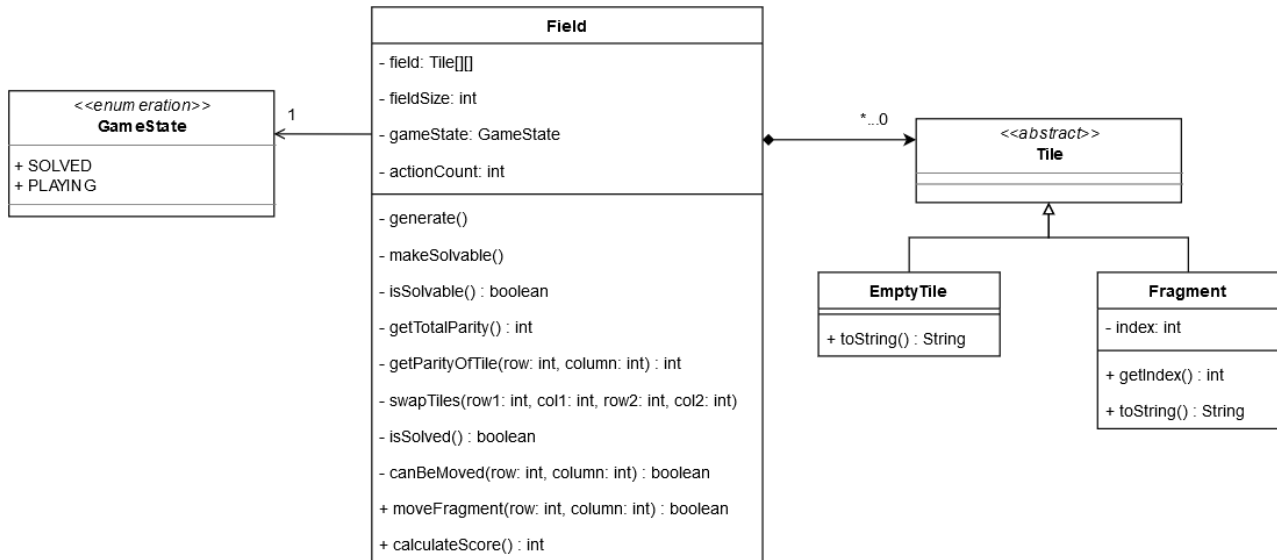 <<enumeration>>
GameState
+ SOLVED
+ PLAYING
1
Field
- field: Tile[][]
- fieldSize: int
- gameState: GameState
- actionCount: int
- generate()
- makeSolvable()
- isSolvable() : boolean
- getTotalParity() : int
- getParityOfTile(row: int, column: int) : int
- swapTiles(row1: int, col1: int, row2: int, col2: int)
- isSolved() : boolean
- canBeMoved(row: int, column: int) : boolean
+ moveFragment(row: int, column: int) : boolean
+ calculateScore() : int
*...0
<<abstract>>
Tile
EmptyTile
+ toString() : String
Fragment
- index: int
+ getIndex() : int
+ toString() : String